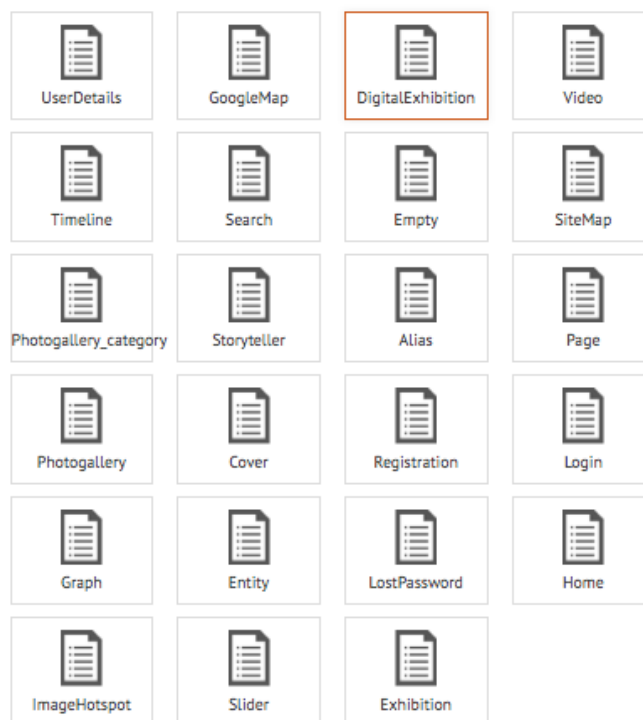 UserDetails
GoogleMap
DigitalExhibition
Video
Timeline
Search
Empty
SiteMap
Photogallery_category
Storyteller
Alias
Page
Photogallery
Cover
Registration
Login
Graph
Entity
LostPassword
Home
ImageHotspot
Slider
Exhibition